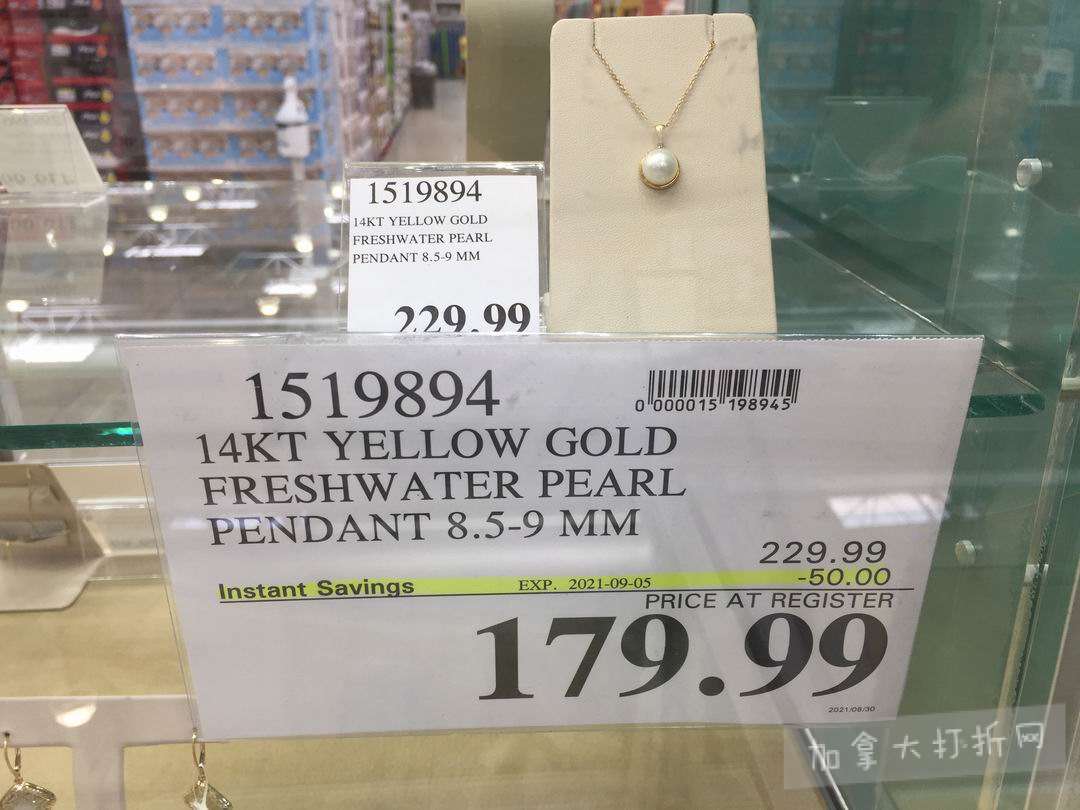 1519894
14KT YELLOW GOLD
FRESHWATER PEARL
PENDANT 8.5-9 MM
229.99
1519894
0 000015 198945
14KT YELLOW GOLD
FRESHWATER PEARL
PENDANT 8.5-9 MM
229.99
Instant Savings EXP. 2021-09-05 -50.00
PRICE AT REGISTER
179.99
2021/08/30
加拿大打折网